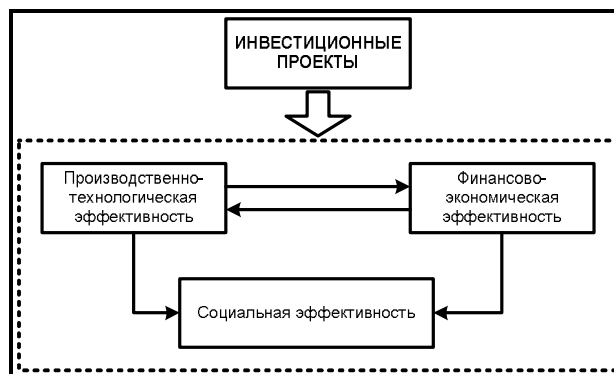 ИНВЕСТИЦИОННЫЕ
ПРОЕКТЫ
Производственно-
технологическая
эффективность
Финансово-
экономическая
эффективность
Социальная эффективность